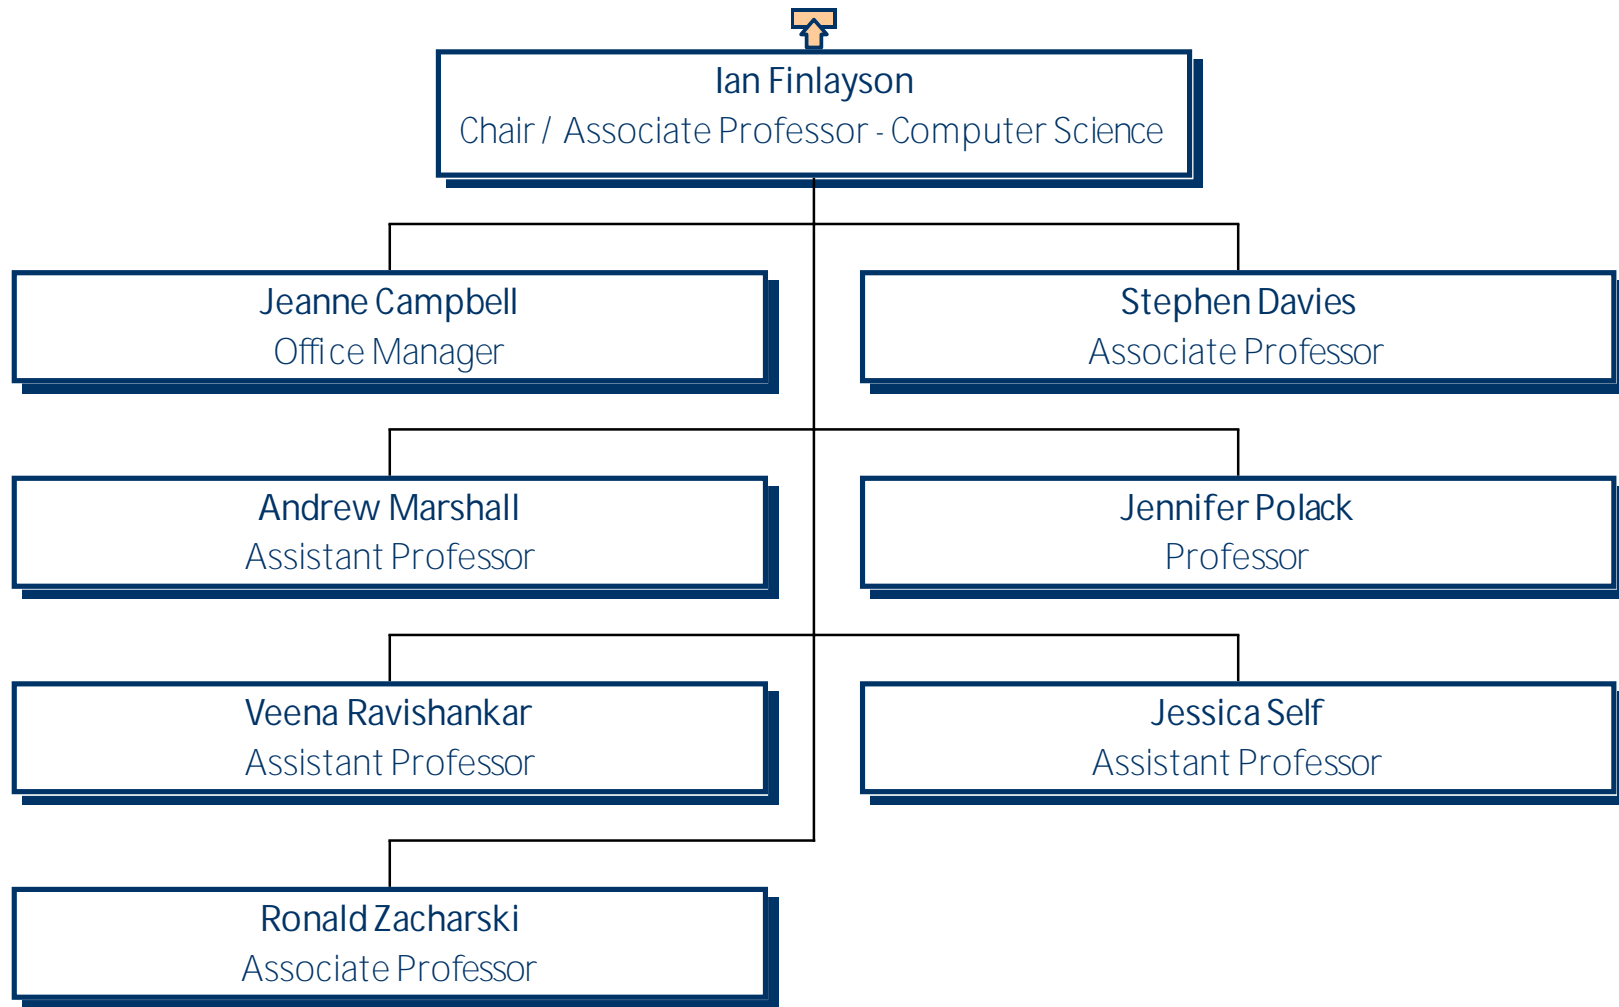 Ian Finlayson
Chair / Associate Professor - Computer Science
Jeanne Campbell
Office Manager
Stephen Davies
Associate Professor
Andrew Marshall
Assistant Professor
Jennifer Polack
Professor
Veena Ravishankar
Assistant Professor
Jessica Self
Assistant Professor
Ronald Zacharski
Associate Professor